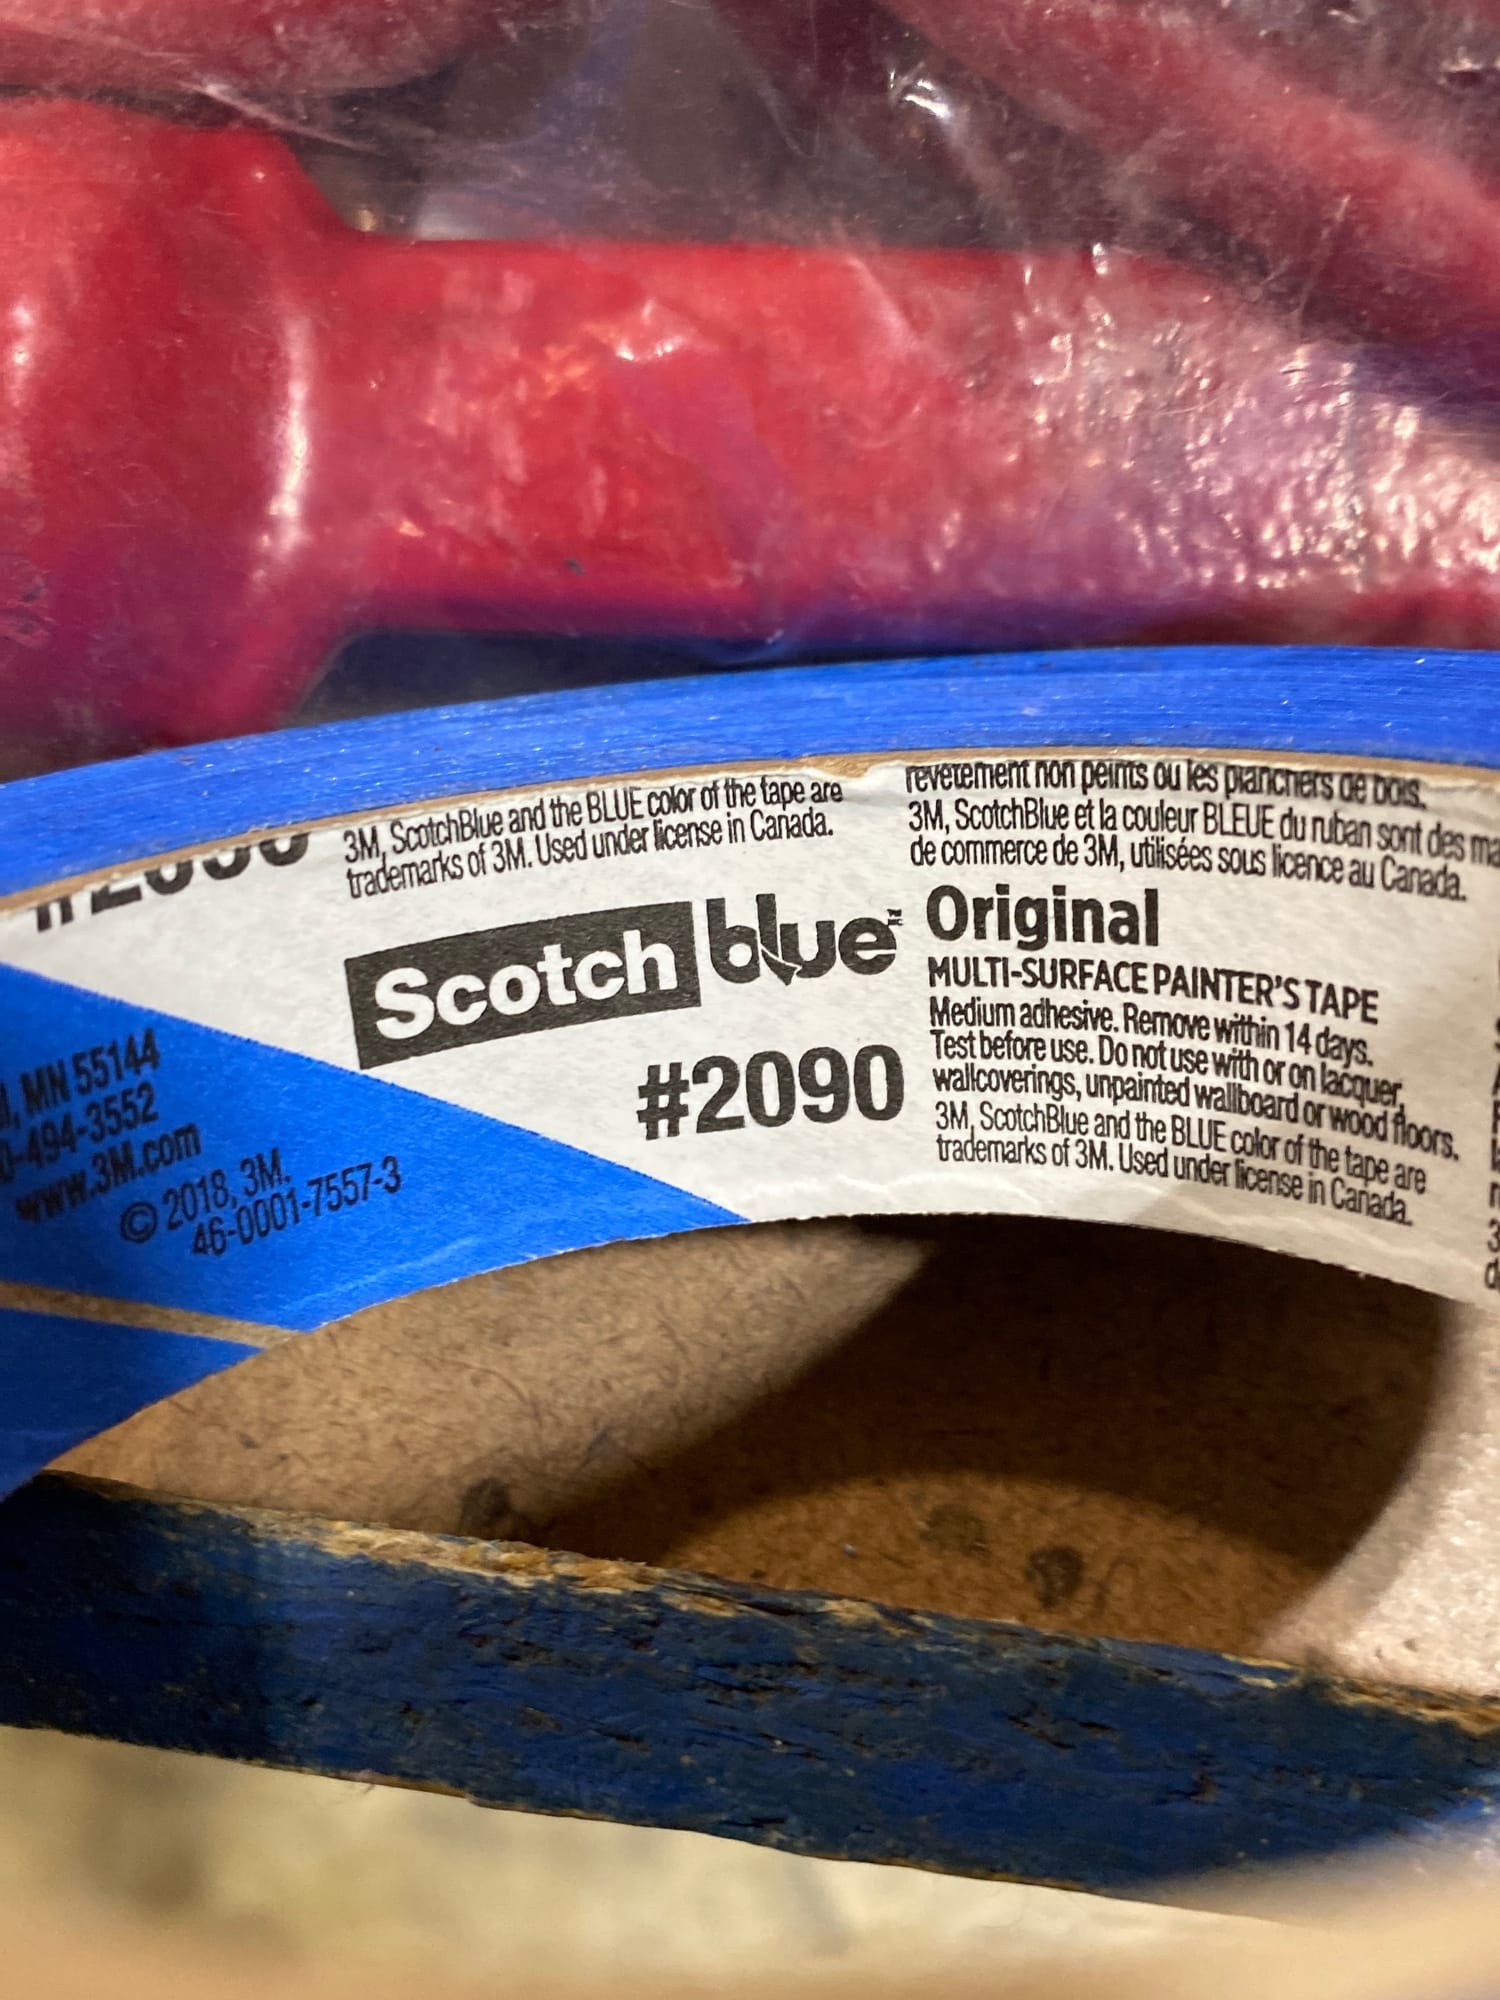 3M, ScotchBlue and the BLUE color of the tape are
trademarks of 3M. Used under license in Canada.
revêtement non peints ou les planchers de bois.
3M, ScotchBlue et la couleur BLEUE du ruban sont des
de commerce de 3M, utilisées sous licence au Canada.
Scotch blue™
#2090
Original
MULTI-SURFACE PAINTER'S TAPE
Medium adhesive. Remove within 14 days.
Test before use. Do not use with or on lacquer,
wallcoverings, unpainted wallboard or wood floors.
3M, ScotchBlue and the BLUE color of the tape are
trademarks of 3M. Used under license in Canada.
MN 55144
-494-3552
www.3M.com
© 2018, 3M.
46-0001-7557-3